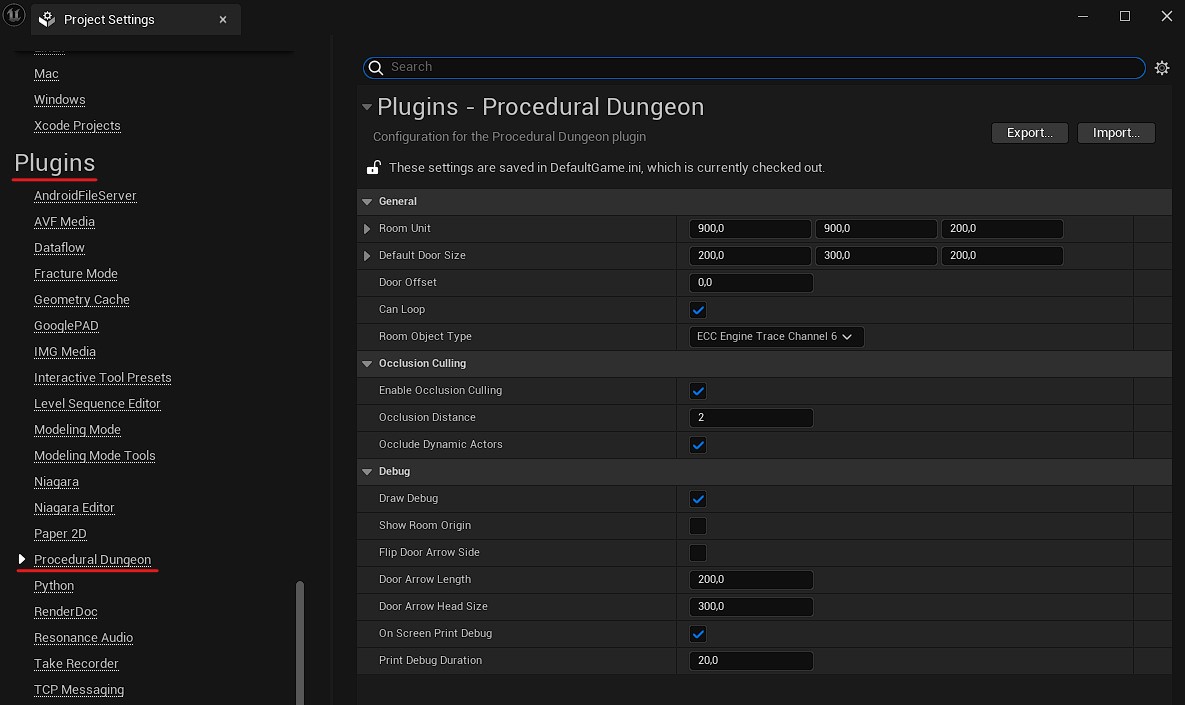 Project Settings
Mac
Windows
Xcode Projects
Plugins
AndroidFileServer
AVF Media
Dataflow
Fracture Mode
Geometry Cache
GooglePAD
IMG Media
Interactive Tool Presets
Level Sequence Editor
Modeling Mode
Modeling Mode Tools
Niagara
Niagara Editor
Paper 2D
Procedural Dungeon
Python
RenderDoc
Resonance Audio
Take Recorder
TCP Messaging
Search
Plugins - Procedural Dungeon
Configuration for the Procedural Dungeon plugin
Export... Import...
These settings are saved in DefaultGame.ini, which is currently checked out.
General
Room Unit 900,0 900,0 200,0
Default Door Size 200,0 300,0 200,0
Door Offset 0,0
Can Loop
Room Object Type ECC Engine Trace Channel 6
Occlusion Culling
Enable Occlusion Culling
Occlusion Distance 2
Occlude Dynamic Actors
Debug
Draw Debug
Show Room Origin
Flip Door Arrow Side
Door Arrow Length 200,0
Door Arrow Head Size 300,0
On Screen Print Debug
Print Debug Duration 20,0